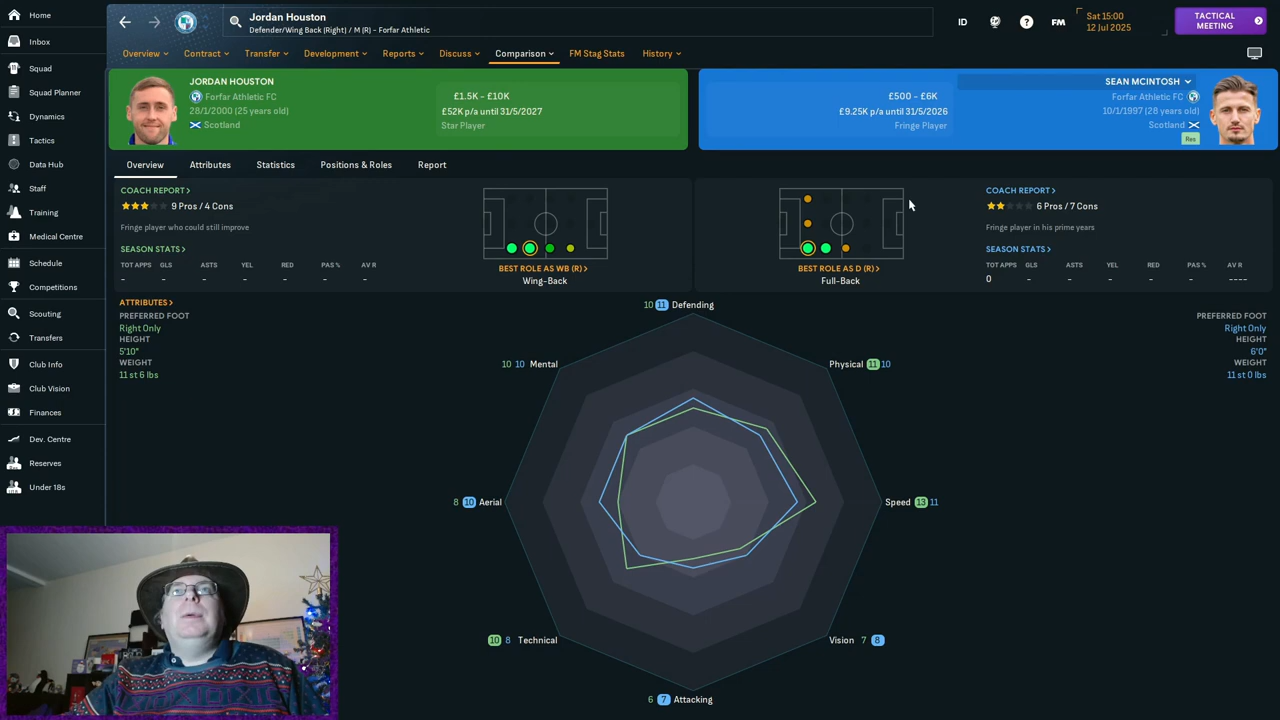 Home
Inbox
Squad
Squad Planner
Dynamics
Tactics
Data Hub
Staff
Training
Medical Centre
Schedule
Competitions
Scouting
Transfers
Club Info
Club Vision
Finances
Dev. Centre
Reserves
Under 18s
Jordan Houston
Defender/Wing Back (Right) / M (R) - Forfar Athletic
ID
FM
Sat 15:00
12 Jul 2025
TACTICAL
MEETING
Overview Contract Transfer Development Reports Discuss Comparison FM Stag Stats History
JORDAN HOUSTON
Forfar Athletic FC
28/1/2000 (25 years old)
Scotland
£1.5K - £10K
£52K p/a until 31/5/2027
Star Player
£500 - £6K
£9.25K p/a until 31/5/2026
Fringe Player
SEAN MCINTOSH
Forfar Athletic FC
10/1/1997 (28 years old)
Scotland
Res
Overview Attributes Statistics Positions & Roles Report
COACH REPORT >
9 Pros / 4 Cons
Fringe player who could still improve
SEASON STATS >
TOT APPS GLS ASTS YEL RED PAS % AV R
- - - - - - -
BEST ROLE AS WB (R) >
Wing-Back
BEST ROLE AS D (R) >
Full-Back
COACH REPORT >
6 Pros / 7 Cons
Fringe player in his prime years
SEASON STATS >
TOT APPS GLS ASTS YEL RED PAS % AV R
0 - - - - - ----
ATTRIBUTES >
PREFERRED FOOT
Right Only
HEIGHT
5'10"
WEIGHT
11 st 6 lbs
10 11 Defending
10 10 Mental
Physical 11 10
8 10 Aerial
Speed 13 11
10 8 Technical
Vision 7 8
6 7 Attacking
PREFERRED FOOT
Right Only
HEIGHT
6'0"
WEIGHT
11 st 0 lbs